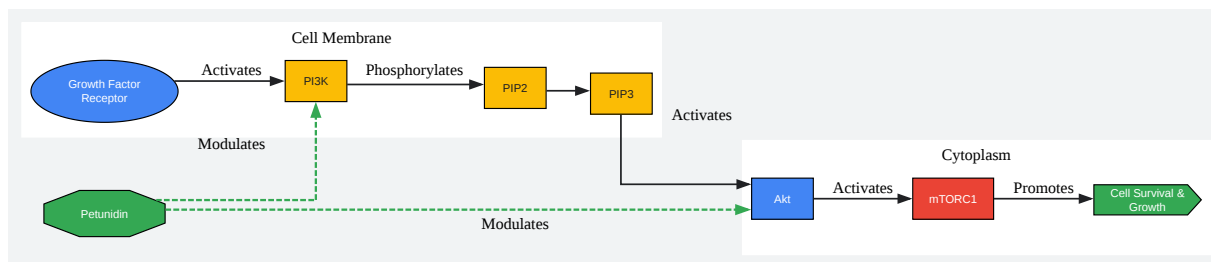 Cell Membrane
Growth Factor
Receptor
Activates
PI3K
Phosphorylates
PIP2
PIP3
Activates
Modulates
Cytoplasm
Petunidin
Modulates
Akt
Activates
mTORC1
Promotes
Cell Survival &
Growth